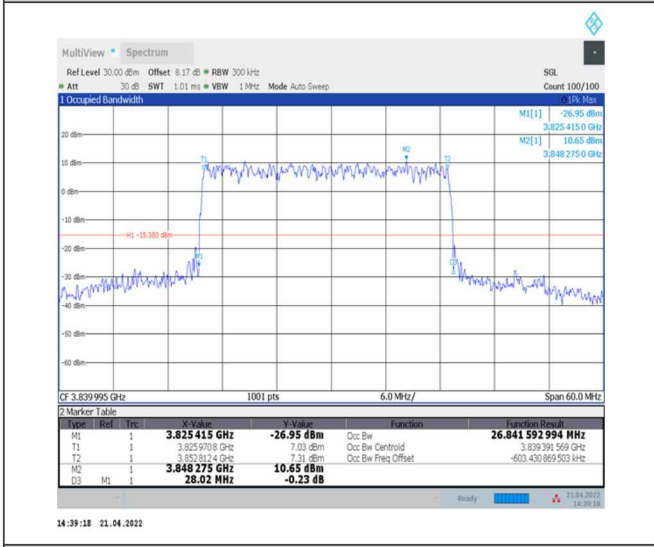 MultiView Spectrum
Ref Level 30.00 dBm Offset 8.17 dB RBW 300 kHz SGL
Att 30 dB SWT 1.01 ms VBW 1 MHz Mode Auto Sweep Count 100/100
1 Occupied Bandwidth 1Pk Max
M1[1] -26.95 dBm
3.825 415 0 GHz
M2[1] 10.65 dBm
3.848 275 0 GHz
20 dBm
M2
T1 T2
10 dBm
0 dBm
-10 dBm
H1 -15.350 dBm
-20 dBm
M1
D3
-30 dBm
-40 dBm
-50 dBm
-60 dBm
CF 3.839 995 GHz 1001 pts 6.0 MHz/ Span 60.0 MHz
2 Marker Table
Type Ref Trc X-Value Y-Value Function Function Result
M1 1 3.825 415 GHz -26.95 dBm Occ Bw 26.841 592 994 MHz
T1 1 3.825 970 8 GHz 7.03 dBm Occ Bw Centroid 3.839 391 569 GHz
T2 1 3.852 812 4 GHz 7.31 dBm Occ Bw Freq Offset -603.430 869 503 kHz
M2 1 3.848 275 GHz 10.65 dBm
D3 M1 1 28.02 MHz -0.23 dB
Ready 21.04.2022
14:39:18
14:39:18 21.04.2022